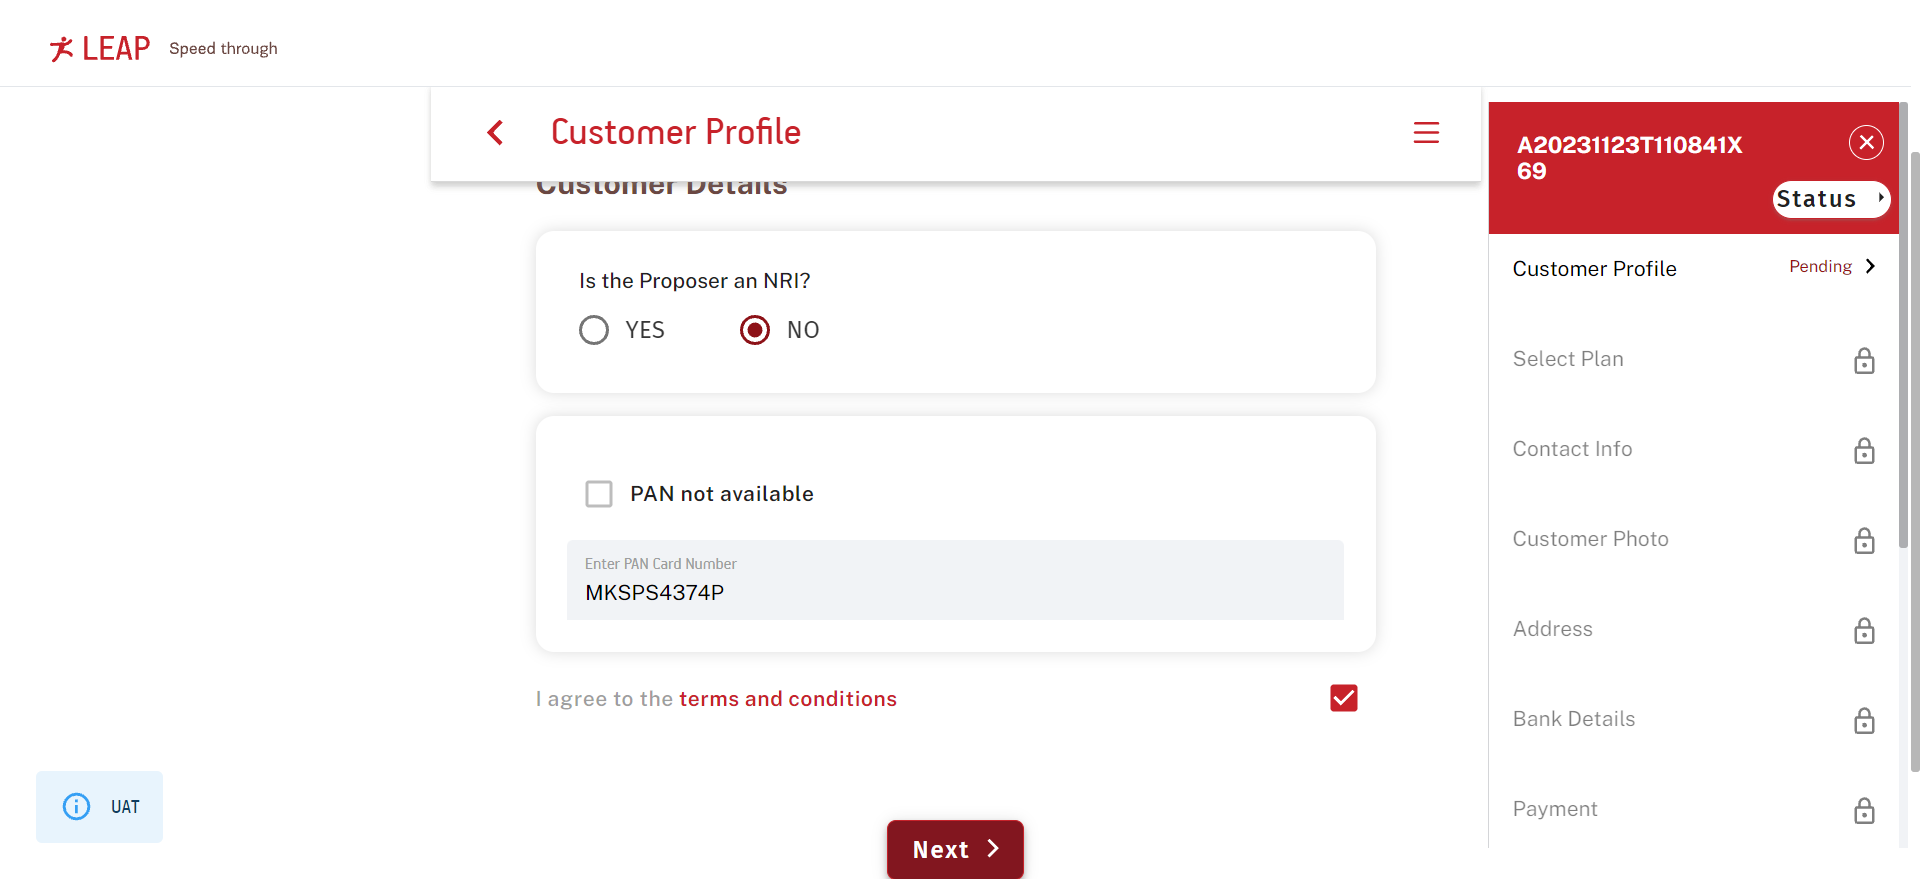 LEAP Speed through
Customer Profile
Customer Details
Is the Proposer an NRI?
YES NO
PAN not available
Enter PAN Card Number
MKSPS4374P
I agree to the terms and conditions
UAT
Next
A20231123T110841X
69
Status
Customer Profile Pending
Select Plan
Contact Info
Customer Photo
Address
Bank Details
Payment